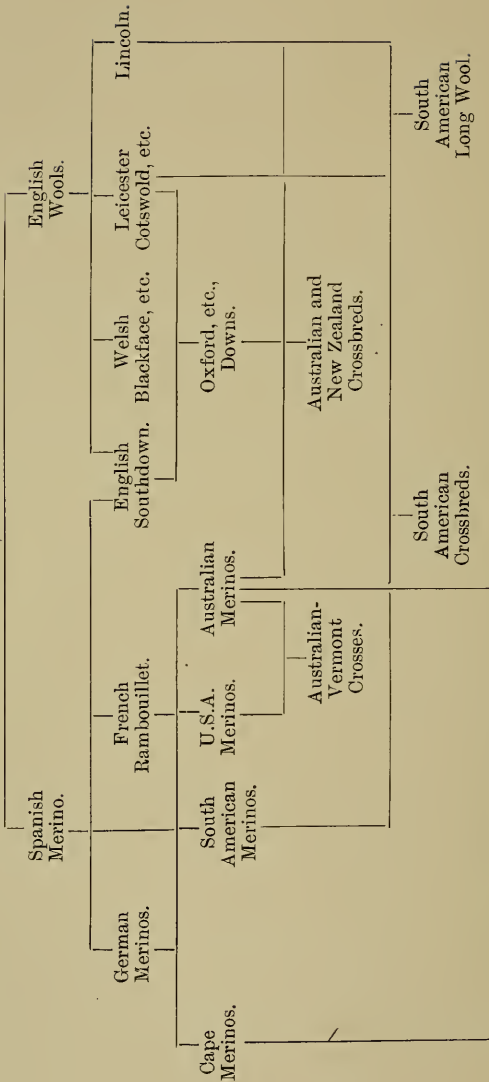 Spanish
Merino.
English
Wools.
German
Merinos.
French
Rambouillet.
English
Southdown.
Welsh
Blackface, etc.
Leicester
Cotswold, etc.
Lincoln.
Cape
Merinos.
South
American
Merinos.
U.S.A.
Merinos.
Australian
Merinos.
Oxford, etc.,
Downs.
Australian-
Vermont
Crosses.
Australian and
New Zealand
Crossbreds.
South
American
Crossbreds.
South
American
Long Wool.